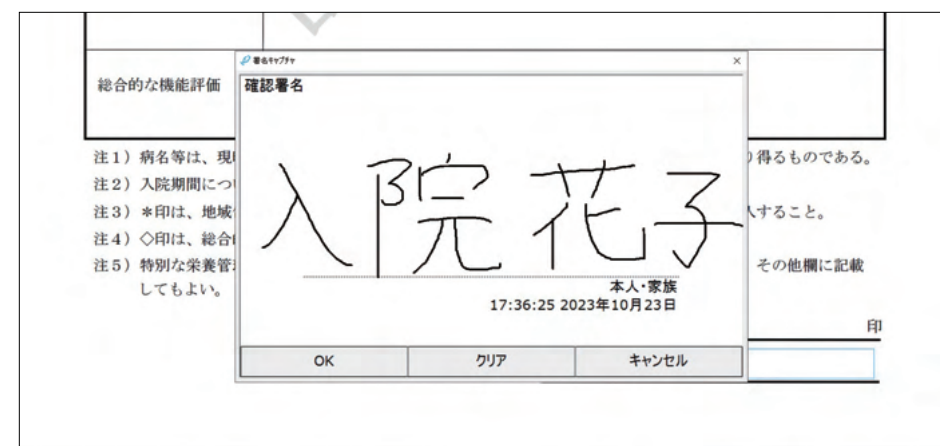 署名キャプチャ
総合的な機能評価
確認署名
注1）病名等は、現
り得るものである。
注2）入院期間につ
注3）＊印は、地域
入すること。
注4）◇印は、総合
注5）特別な栄養管
その他欄に記載
してもよい。
入院 花子
本人・家族
17:36:25 2023年10月23日
印
OK クリア キャンセル